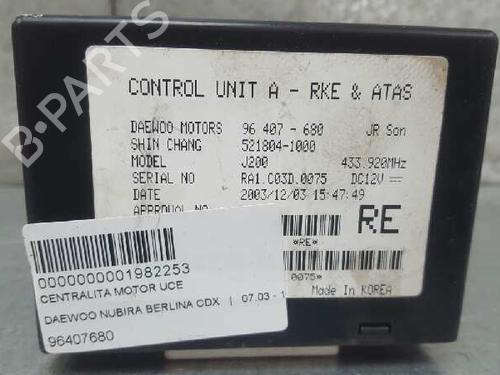 CONTROL UNIT A - RKE & ATAS
DAEWOO MOTORS 96 407 - 680 JR Son
SHIN CHANG 521804-1000
MODEL J200 433.920MHz
SERIAL NO RA1.C03D.0075 DC12V
DATE 2003/12/03 15:47:49
APPROVAL NO
RE
*RE*
0075*
Made In KOREA
0000000001982253
CENTRALITA MOTOR UCE
DAEWOO NUBIRA BERLINA CDX | 07.03 - 1
96407680